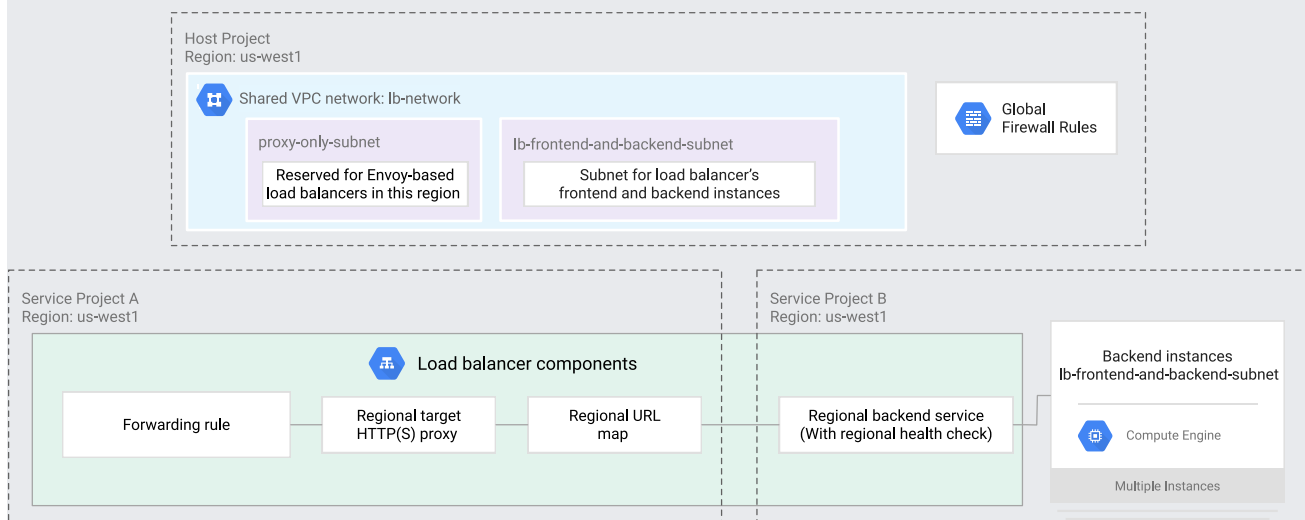 Host Project
Region: us-west1
Shared VPC network: lb-network
Global
Firewall Rules
proxy-only-subnet
Reserved for Envoy-based
load balancers in this region
lb-frontend-and-backend-subnet
Subnet for load balancer's
frontend and backend instances
Service Project A
Region: us-west1
Service Project B
Region: us-west1
Load balancer components
Forwarding rule
Regional target
HTTP(S) proxy
Regional URL
map
Regional backend service
(With regional health check)
Backend instances
lb-frontend-and-backend-subnet
Compute Engine
Multiple Instances